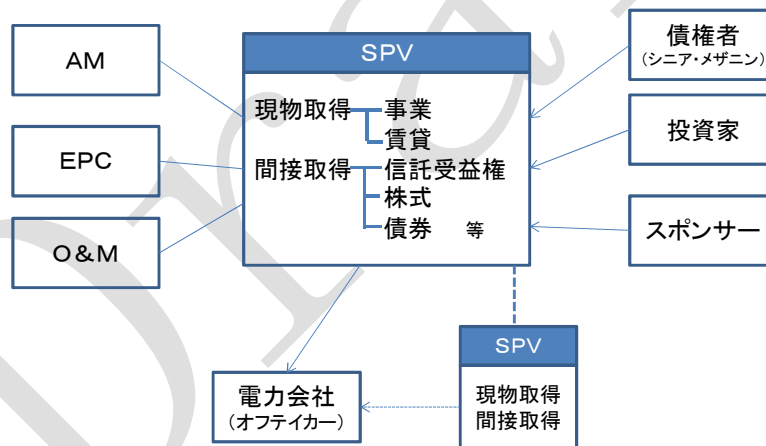 AM
EPC
O&M
SPV
現物取得 事業
賃貸
間接取得 信託受益権
株式
債券 等
債権者
(シニア・メザニン)
投資家
スポンサー
電力会社
(オフテイカー)
SPV
現物取得
間接取得
Draft